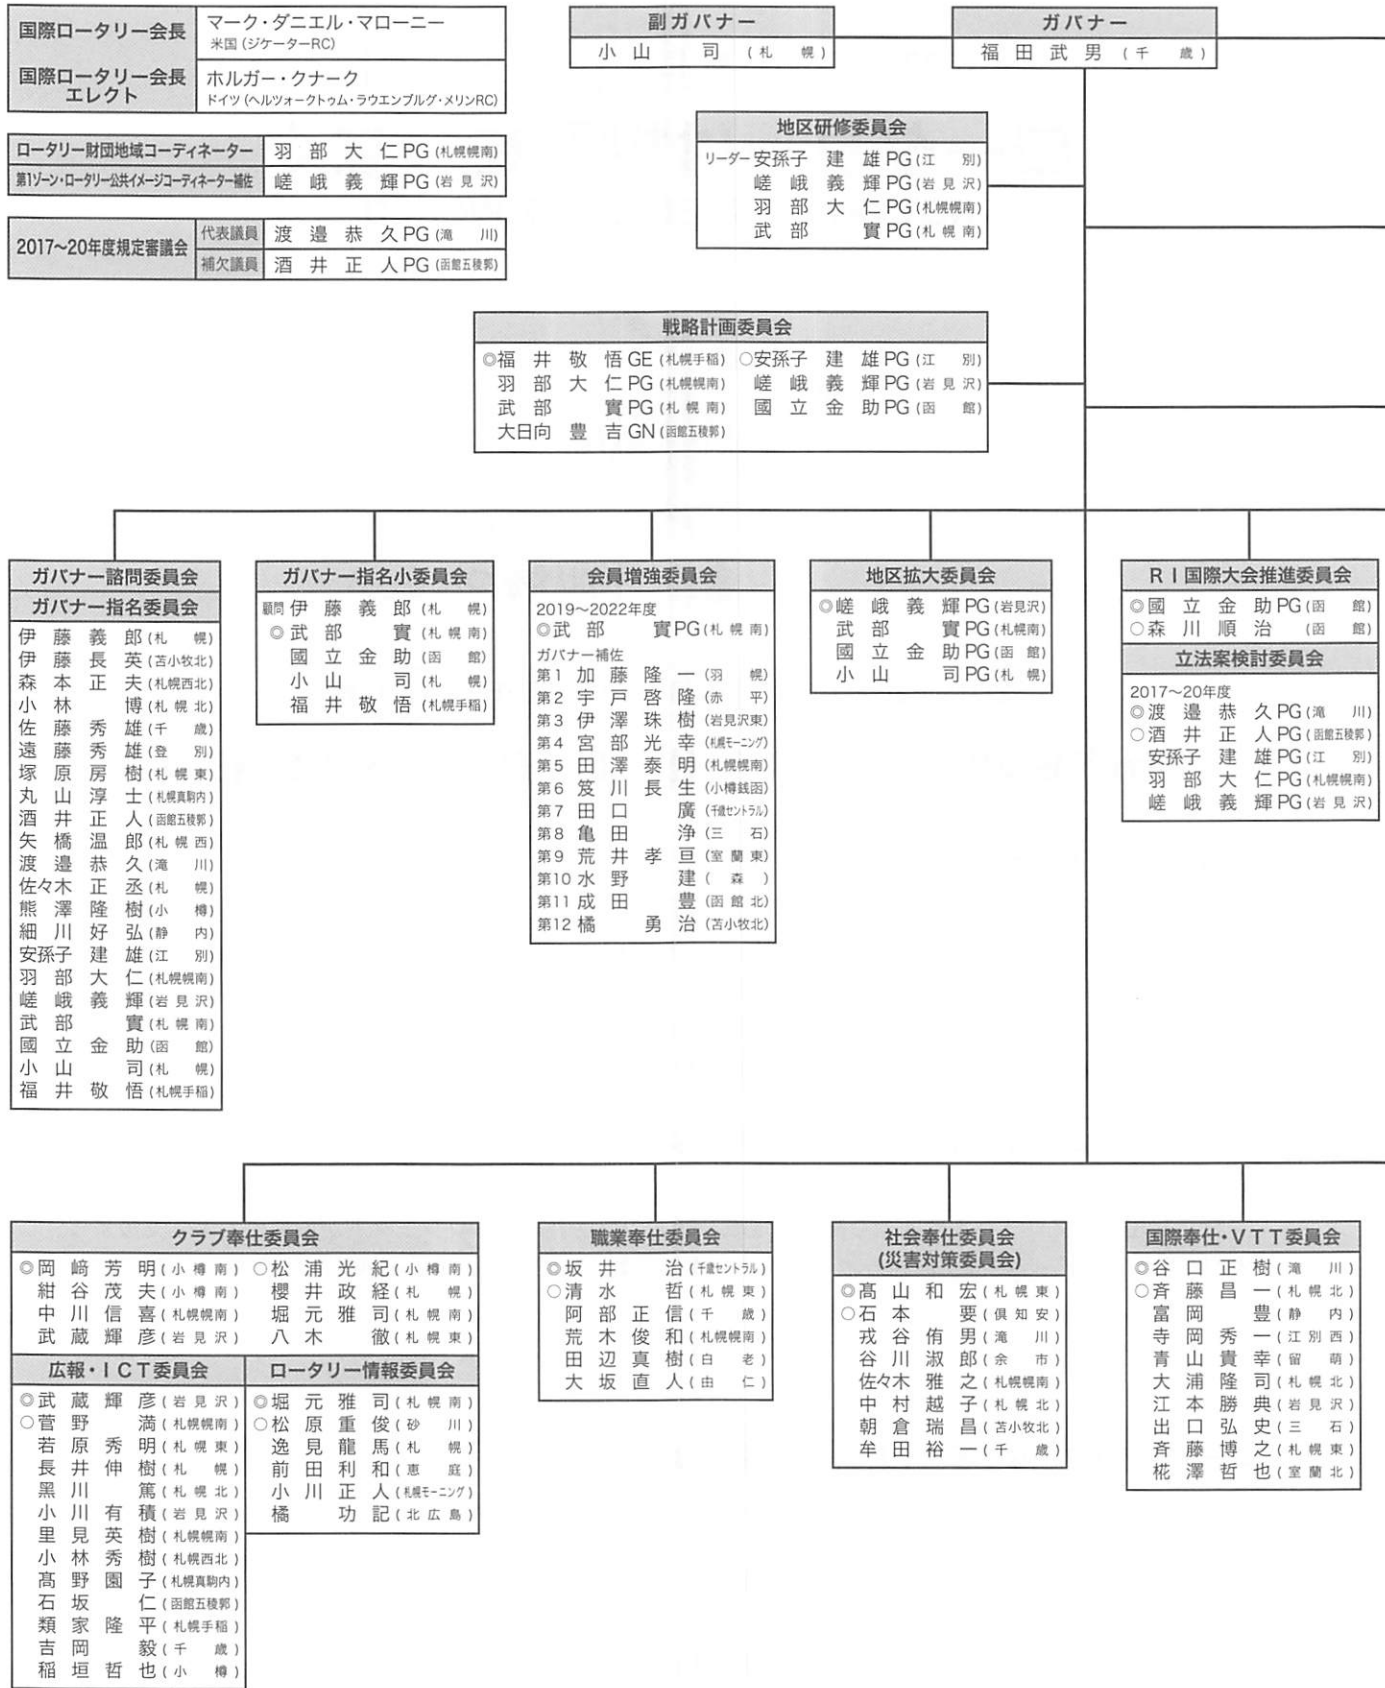 国際ロータリー会長
マーク・ダニエル・マローニー
米国(ジケーターRC)
国際ロータリー会長
エレクト
ホルガー・クナーク
ドイツ(ヘルツォークトゥム・ラウエンブルグ・メリンRC)
ロータリー財団地域コーディネーター 羽部大仁PG(札幌幌南)
第1ゾーン・ロータリー公共イメージコーディネーター補佐 嵯峨義輝PG(岩見沢)
2017〜20年度規定審議会
代表議員 渡邉恭久PG(滝川)
補欠議員 酒井正人PG(函館五稜郭)
副ガバナー
小山司(札幌)
ガバナー
福田武男(千歳)
地区研修委員会
リーダー 安孫子建雄PG(江別)
嵯峨義輝PG(岩見沢)
羽部大仁PG(札幌幌南)
武部實PG(札幌南)
戦略計画委員会
◎福井敬悟GE(札幌手稲) ○安孫子建雄PG(江別)
羽部大仁PG(札幌幌南) 嵯峨義輝PG(岩見沢)
武部實PG(札幌南) 國立金助PG(函館)
大日向豊吉GN(函館五稜郭)
ガバナー諮問委員会
ガバナー指名委員会
伊藤義郎(札幌)
伊藤長英(苫小牧北)
森本正夫(札幌西北)
小林博(札幌北)
佐藤秀雄(千歳)
遠藤秀雄(登別)
塚原房樹(札幌東)
丸山淳士(札幌真駒内)
酒井正人(函館五稜郭)
矢橋温郎(札幌西)
渡邉恭久(滝川)
佐々木正丞(札幌)
熊澤隆樹(小樽)
細川好弘(静内)
安孫子建雄(江別)
羽部大仁(札幌幌南)
嵯峨義輝(岩見沢)
武部實(札幌南)
國立金助(函館)
小山司(札幌)
福井敬悟(札幌手稲)
ガバナー指名小委員会
顧問 伊藤義郎(札幌)
◎武部實(札幌南)
國立金助(函館)
小山司(札幌)
福井敬悟(札幌手稲)
会員増強委員会
2019〜2022年度
◎武部實PG(札幌南)
ガバナー補佐
第1 加藤隆一(羽幌)
第2 宇戸啓隆(赤平)
第3 伊澤珠樹(岩見沢東)
第4 宮部光幸(札幌モーニング)
第5 田澤泰明(札幌幌南)
第6 笈川長生(小樽銭函)
第7 田口廣(千歳セントラル)
第8 亀田浄(三石)
第9 荒井孝亘(室蘭東)
第10 水野建(森)
第11 成田豊(函館北)
第12 橘勇治(苫小牧北)
地区拡大委員会
◎嵯峨義輝PG(岩見沢)
武部實PG(札幌南)
國立金助PG(函館)
小山司PG(札幌)
RI国際大会推進委員会
◎國立金助PG(函館)
○森川順治(函館)
立法案検討委員会
2017〜20年度
◎渡邉恭久PG(滝川)
○酒井正人PG(函館五稜郭)
安孫子建雄PG(江別)
羽部大仁PG(札幌幌南)
嵯峨義輝PG(岩見沢)
クラブ奉仕委員会
◎岡﨑芳明(小樽南) ○松浦光紀(小樽南)
紺谷茂夫(小樽南) 櫻井政経(札幌)
中川信喜(札幌幌南) 堀元雅司(札幌南)
武蔵輝彦(岩見沢) 八木徹(札幌東)
広報・ICT委員会
◎武蔵輝彦(岩見沢)
○菅野満(札幌幌南)
若原秀明(札幌東)
長井伸樹(札幌)
黒川篤(札幌北)
小川有積(岩見沢)
里見英樹(札幌幌南)
小林秀樹(札幌西北)
髙野園子(札幌真駒内)
石坂仁(函館五稜郭)
類家隆平(札幌手稲)
吉岡毅(千歳)
稲垣哲也(小樽)
ロータリー情報委員会
◎堀元雅司(札幌南)
○松原重俊(砂川)
逸見龍馬(札幌)
前田利和(恵庭)
小川正人(札幌モーニング)
橘功記(北広島)
職業奉仕委員会
◎坂井治(千歳セントラル)
○清水哲(札幌東)
阿部正信(千歳)
荒木俊和(札幌幌南)
田辺真樹(白老)
大坂直人(由仁)
社会奉仕委員会
(災害対策委員会)
◎髙山和宏(札幌東)
○石本要(倶知安)
戎谷侑男(滝川)
谷川淑郎(余市)
佐々木雅之(札幌幌南)
中村越子(札幌北)
朝倉瑞昌(苫小牧北)
牟田裕一(千歳)
国際奉仕・VTT委員会
◎谷口正樹(滝川)
○斉藤昌一(札幌北)
富岡豊(静内)
寺岡秀一(江別西)
青山貴幸(留萌)
大浦隆司(札幌北)
江本勝典(岩見沢)
出口弘史(三石)
斉藤博之(札幌東)
椛澤哲也(室蘭北)